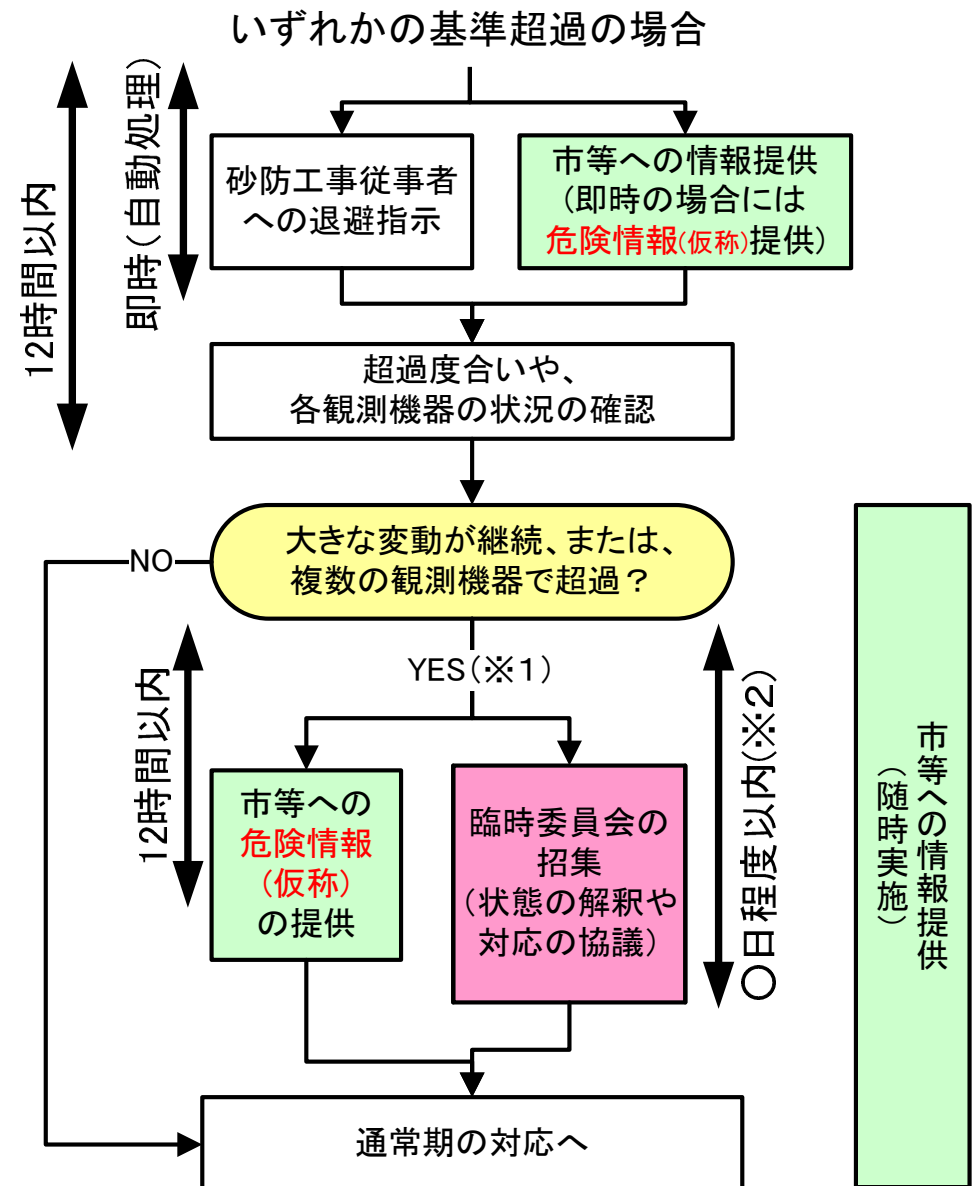 いずれかの基準超過の場合
12時間以内
即時(自動処理)
砂防工事従事者
への退避指示
市等への情報提供
(即時の場合には
危険情報(仮称)提供)
超過度合いや、
各観測機器の状況の確認
大きな変動が継続、または、
複数の観測機器で超過？
NO
YES(※1)
12時間以内
市等への
危険情報
(仮称)
の提供
臨時委員会の
招集
(状態の解釈や
対応の協議)
〇日程度以内(※2)
市等への情報提供
(随時実施)
通常期の対応へ